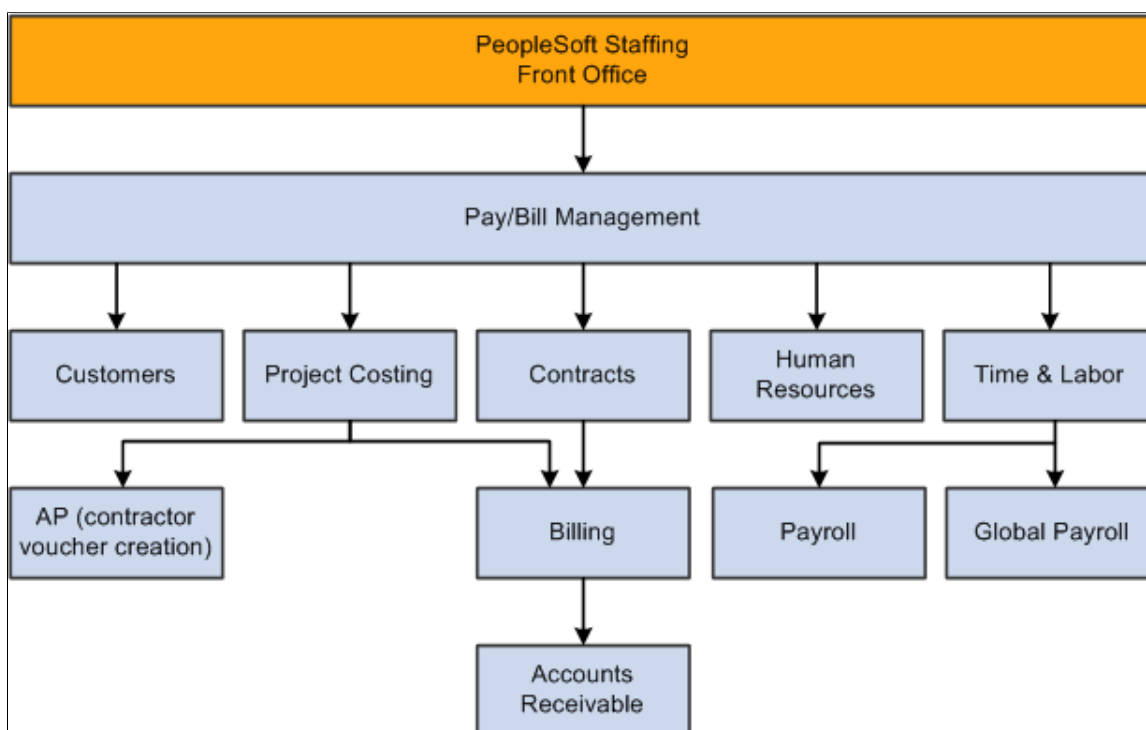 PeopleSoft Staffing
Front Office
Pay/Bill Management
Customers
Project Costing
Contracts
Human
Resources
Time & Labor
AP (contractor
voucher creation)
Billing
Payroll
Global Payroll
Accounts
Receivable